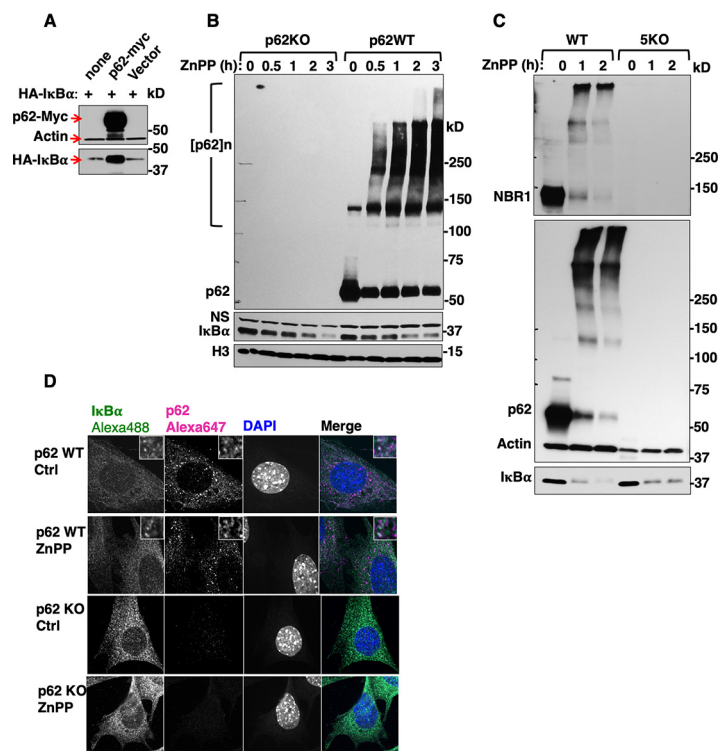 A
none
p62-myc
Vector
HA-IκBα: + + + kD
p62-Myc
-50
Actin
-50
HA-IκBα
-37
B
p62KO p62WT
ZnPP (h) 0 0.5 1 2 3 0 0.5 1 2 3
kD
[p62]n
-250
-150
-100
-75
p62
-50
NS
IκBα -37
H3 -15
C
WT 5KO
ZnPP (h) 0 1 2 0 1 2 kD
-250
NBR1 -150
-250
-150
-100
-75
p62
-50
Actin
-37
IκBα -37
D
IκBα p62
Alexa488 Alexa647 DAPI Merge
p62 WT
Ctrl
p62 WT
ZnPP
p62 KO
Ctrl
p62 KO
ZnPP